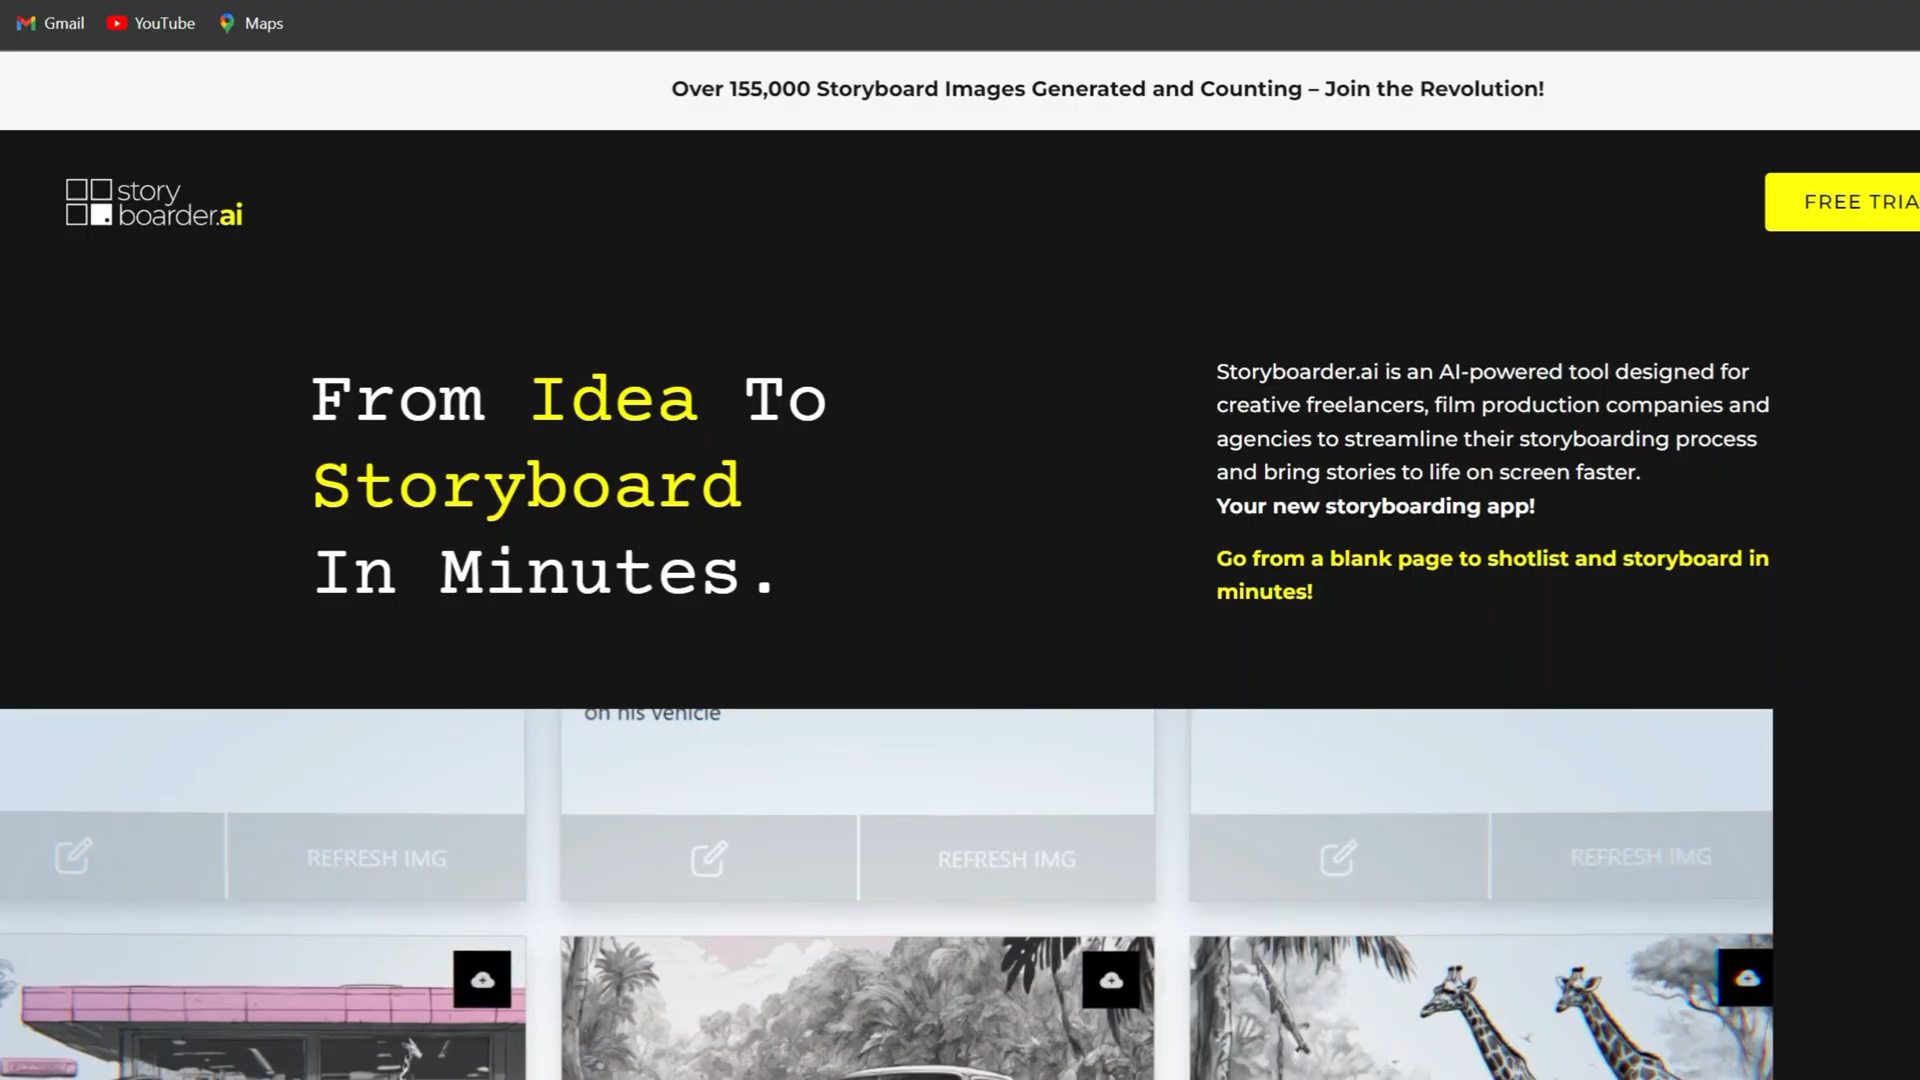 Gmail YouTube Maps
Over 155,000 Storyboard Images Generated and Counting – Join the Revolution!
story
boarder.ai
FREE TRIA
From Idea To
Storyboard
In Minutes.
Storyboarder.ai is an AI-powered tool designed for
creative freelancers, film production companies and
agencies to streamline their storyboarding process
and bring stories to life on screen faster.
Your new storyboarding app!
Go from a blank page to shotlist and storyboard in
minutes!
on his vehicle
REFRESH IMG REFRESH IMG REFRESH IMG